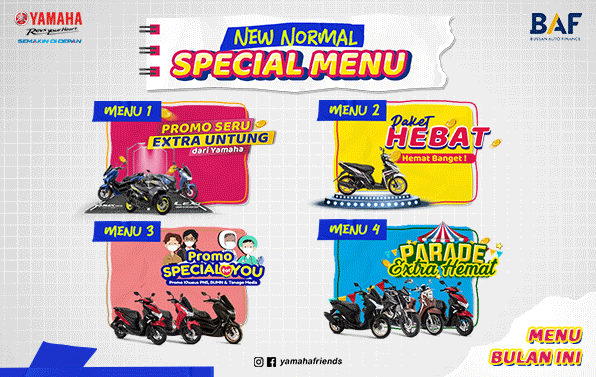 YAMAHA
Revs your Heart
SEMAKIN DI DEPAN
BAF
BUSSAN AUTO FINANCE
NEW NORMAL
SPECIAL MENU
MENU 1
PROMO SERU
EXTRA UNTUNG
dari Yamaha
MENU 2
Paket
HEBAT
Hemat Banget !
MENU 3
Promo
SPECIAL for YOU
Promo Khusus PNS, BUMN & Tenaga Medis
MENU 4
PARADE
Extra Hemat
yamahafriends
MENU
BULAN INI